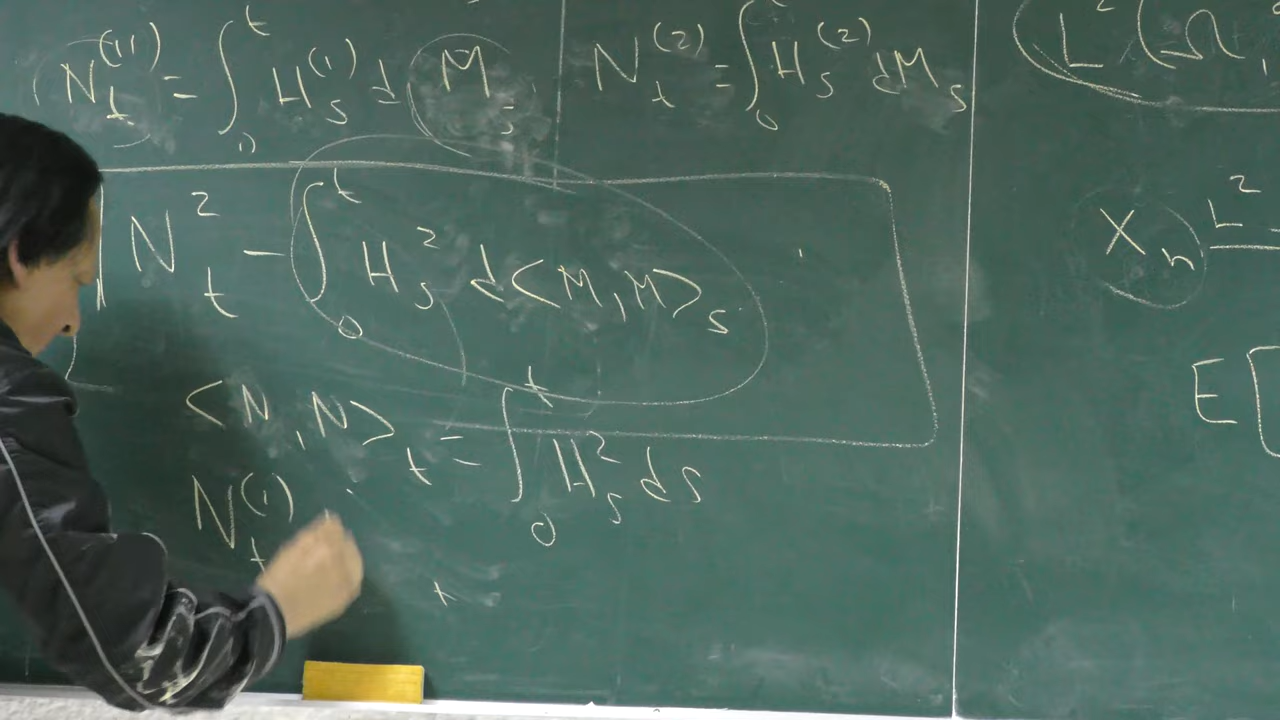 N_t^{(1)} = ∫_0^t H_s^{(1)} d M_s
N_t^{(2)} = ∫_0 H_s^{(2)} dM_s
N_t^2 - ∫_0^t H_s^2 d<M,M>_s
<N,N>_t = ∫_0^t H_s^2 ds
N_t^{(1)}
t
L^2(Ω,
X_n L^2
E[